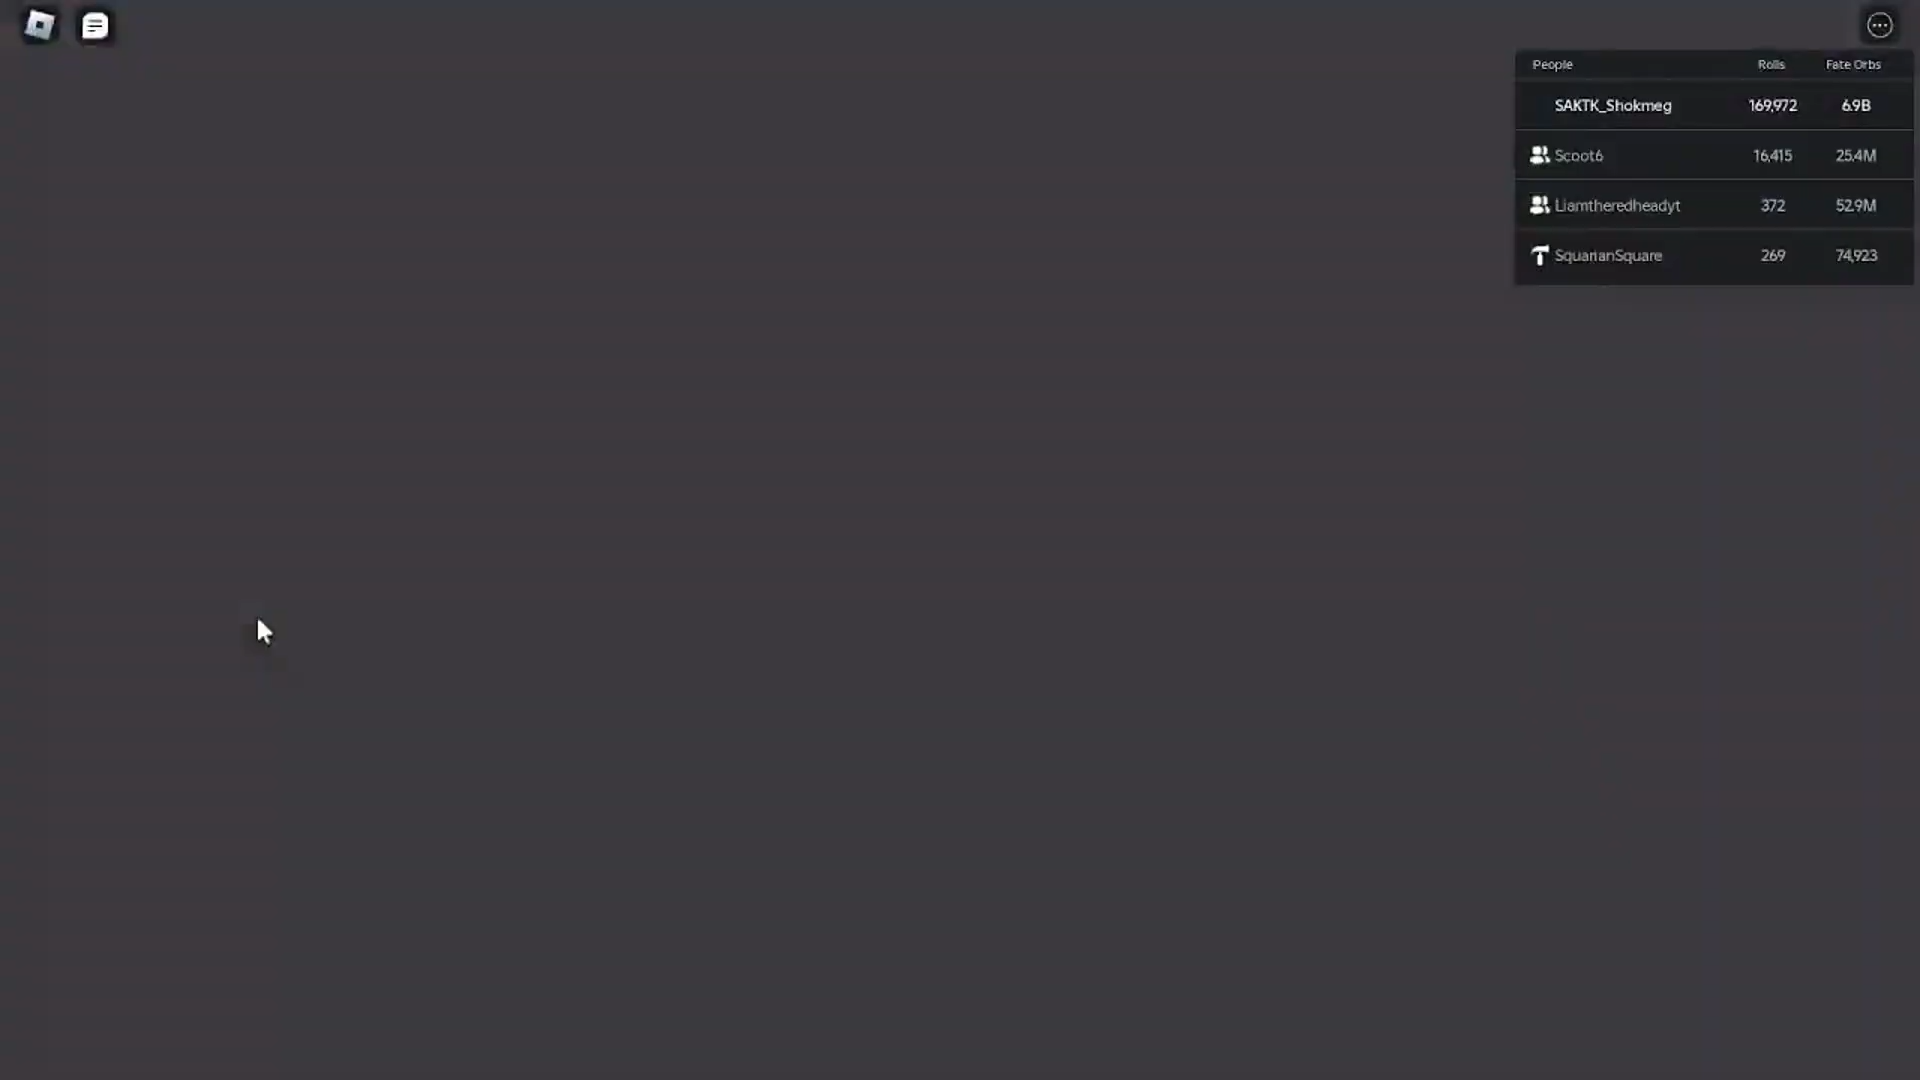 People Rolls Fate Orbs
SAKTK_Shokmeg 169,972 6.9B
Scoot6 16,415 25.4M
Liamtheredheadyt 372 52.9M
SquarianSquare 269 74,923